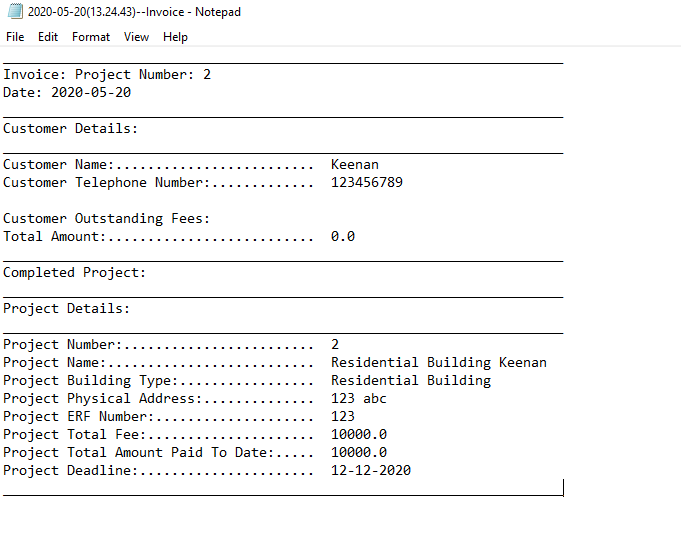 2020-05-20(13.24.43)--Invoice - Notepad
File Edit Format View Help
Invoice: Project Number: 2
Date: 2020-05-20
Customer Details:
Customer Name:......................... Keenan
Customer Telephone Number:............. 123456789
Customer Outstanding Fees:
Total Amount:.......................... 0.0
Completed Project:
Project Details:
Project Number:........................ 2
Project Name:.......................... Residential Building Keenan
Project Building Type:................. Residential Building
Project Physical Address:.............. 123 abc
Project ERF Number:.................... 123
Project Total Fee:..................... 10000.0
Project Total Amount Paid To Date:..... 10000.0
Project Deadline:...................... 12-12-2020